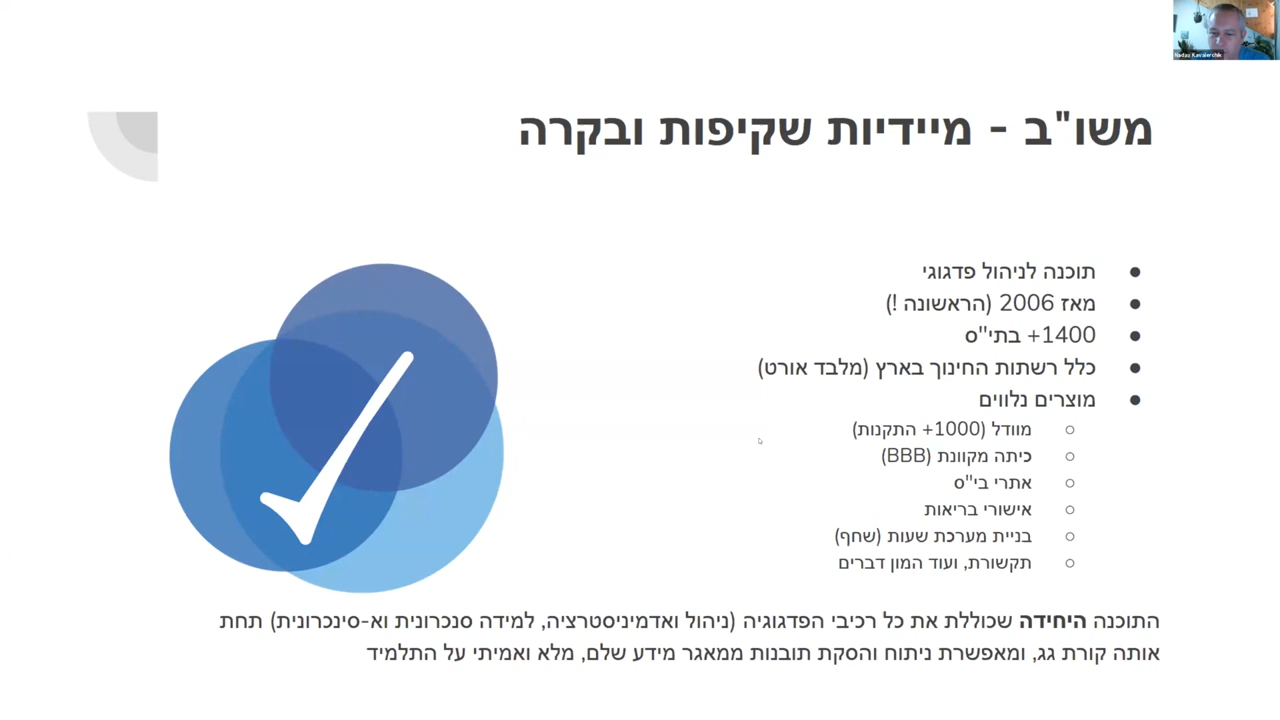 Nadav Kavalerchik
משו"ב - מיידיות שקיפות ובקרה
● תוכנה לניהול פדגוגי
● מאז 2006 (הראשונה !)
● 1400+ בתי"ס
● כלל רשתות החינוך בארץ (מלבד אורט)
● מוצרים נלווים
○ מוודל (1000+ התקנות)
○ כיתה מקוונת (BBB)
○ אתרי בי"ס
○ אישורי בריאות
○ בניית מערכת שעות (שחף)
○ תקשורת, ועוד המון דברים
התוכנה היחידה שכוללת את כל רכיבי הפדגוגיה (ניהול ואדמיניסטרציה, למידה סנכרונית וא-סינכרונית) תחת
אותה קורת גג, ומאפשרת ניתוח והסקת תובנות ממאגר מידע שלם, מלא ואמיתי על התלמיד